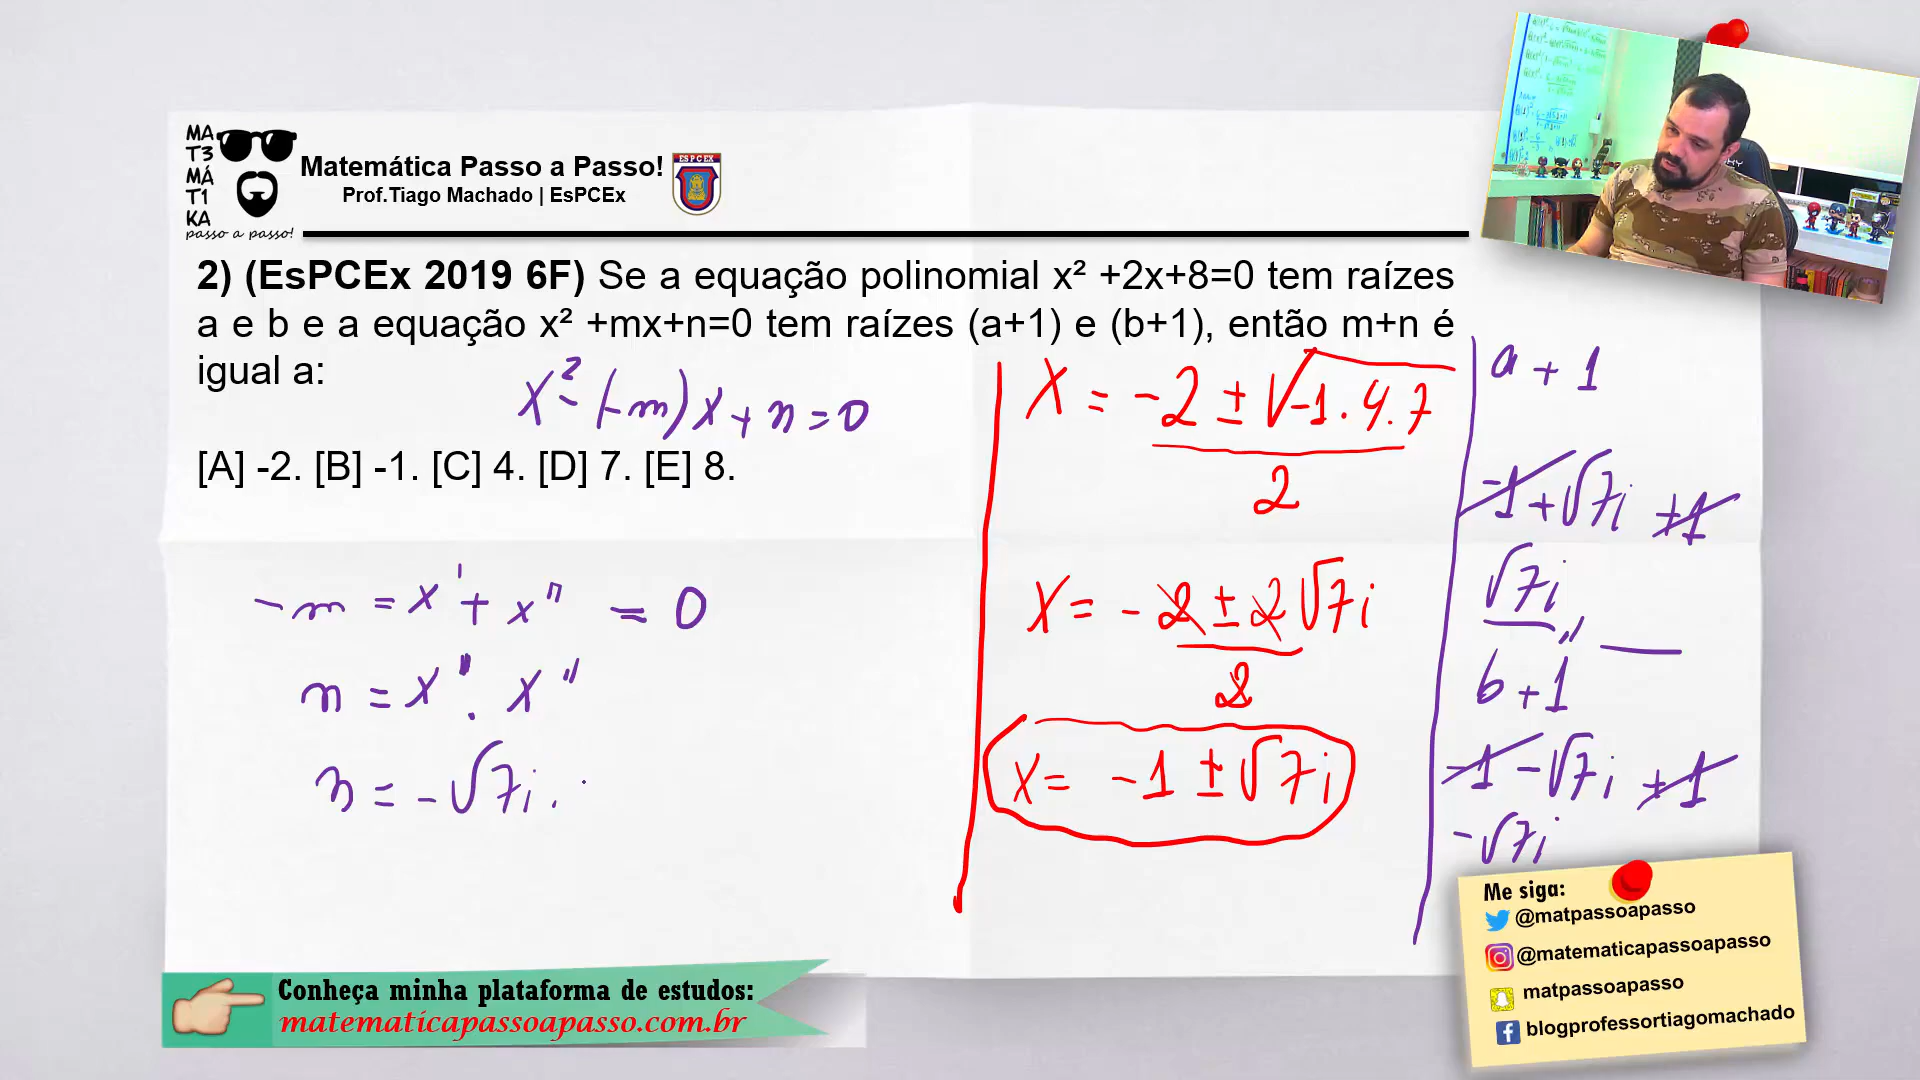 MA
T3
MÁ
T1
KA
passo a passo!
Matemática Passo a Passo!
Prof.Tiago Machado | EsPCEx
ESPCEX
2) (EsPCEx 2019 6F) Se a equação polinomial x² +2x+8=0 tem raízes
a e b e a equação x² +mx+n=0 tem raízes (a+1) e (b+1), então m+n é
igual a:
x² - (-m)x + n = 0
[A] -2. [B] -1. [C] 4. [D] 7. [E] 8.
-m = x' + x" = 0
n = x' . x"
n = -√7i .
x = -2 ± √-1.4.7
2
x = -2 ± 2√7i
2
x = -1 ± √7i
a + 1
-1 + √7i +1
√7i
b + 1
-1 - √7i +1
-√7i
Me siga:
@matpassoapasso
@matematicapassoapasso
matpassoapasso
blogprofessortiagomachado
Conheça minha plataforma de estudos:
matematicapassoapasso.com.br